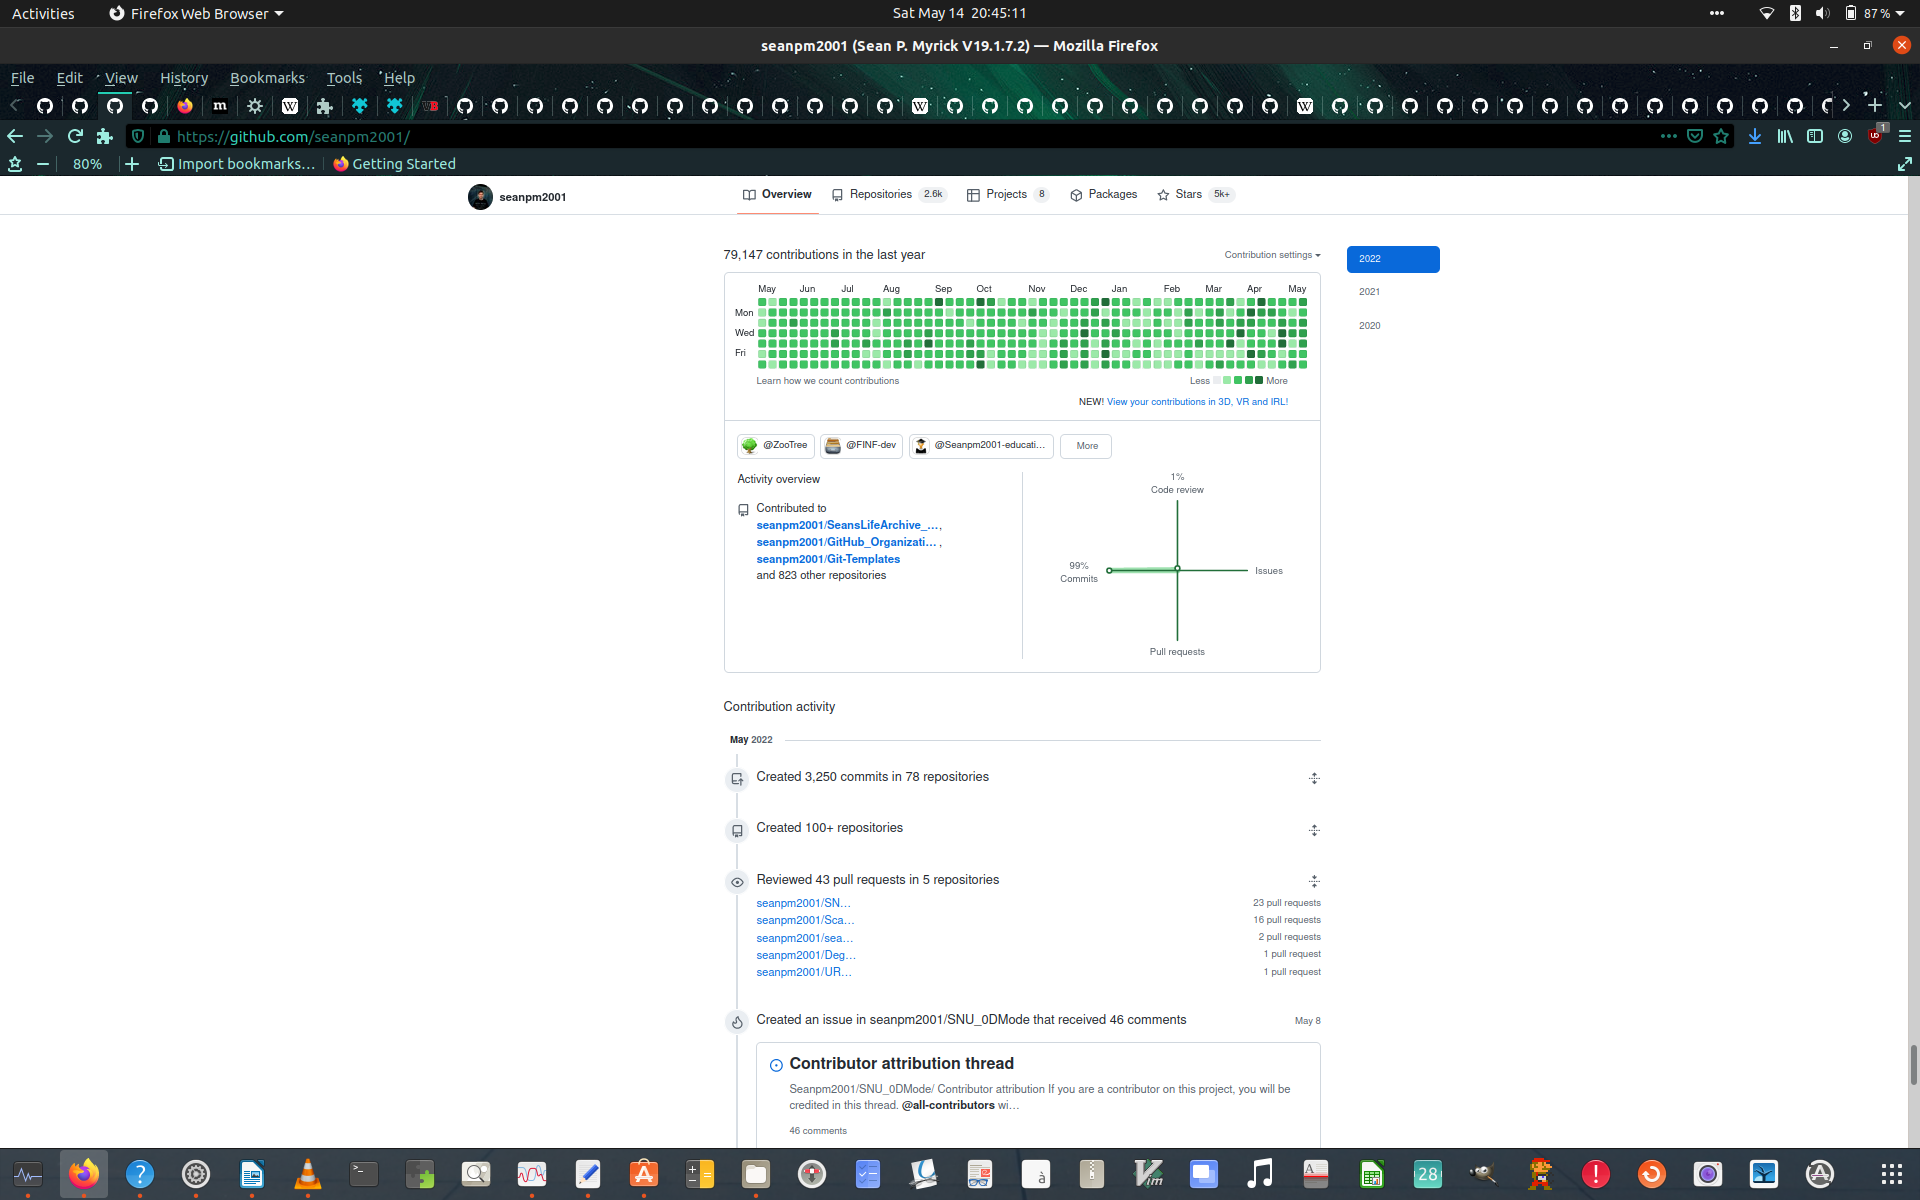 Activities
Firefox Web Browser
Sat May 14 20:45:11
87 %
seanpm2001 (Sean P. Myrick V19.1.7.2) — Mozilla Firefox
File Edit View History Bookmarks Tools Help
https://github.com/seanpm2001/
1
80%
Import bookmarks...
Getting Started
seanpm2001
Overview
Repositories 2.6k
Projects 8
Packages
Stars 5k+
79,147 contributions in the last year
Contribution settings
2022
2021
2020
May Jun Jul Aug Sep Oct Nov Dec Jan Feb Mar Apr May
Mon
Wed
Fri
Learn how we count contributions
Less More
NEW! View your contributions in 3D, VR and IRL!
@ZooTree
@FINF-dev
@Seanpm2001-educati...
More
Activity overview
Contributed to
seanpm2001/SeansLifeArchive_...,
seanpm2001/GitHub_Organizati... ,
seanpm2001/Git-Templates
and 823 other repositories
1%
Code review
99%
Commits
Issues
Pull requests
Contribution activity
May 2022
Created 3,250 commits in 78 repositories
Created 100+ repositories
Reviewed 43 pull requests in 5 repositories
seanpm2001/SN... 23 pull requests
seanpm2001/Sca... 16 pull requests
seanpm2001/sea... 2 pull requests
seanpm2001/Deg... 1 pull request
seanpm2001/UR... 1 pull request
Created an issue in seanpm2001/SNU_0DMode that received 46 comments
May 8
Contributor attribution thread
Seanpm2001/SNU_0DMode/ Contributor attribution If you are a contributor on this project, you will be
credited in this thread. @all-contributors wi...
46 comments
28